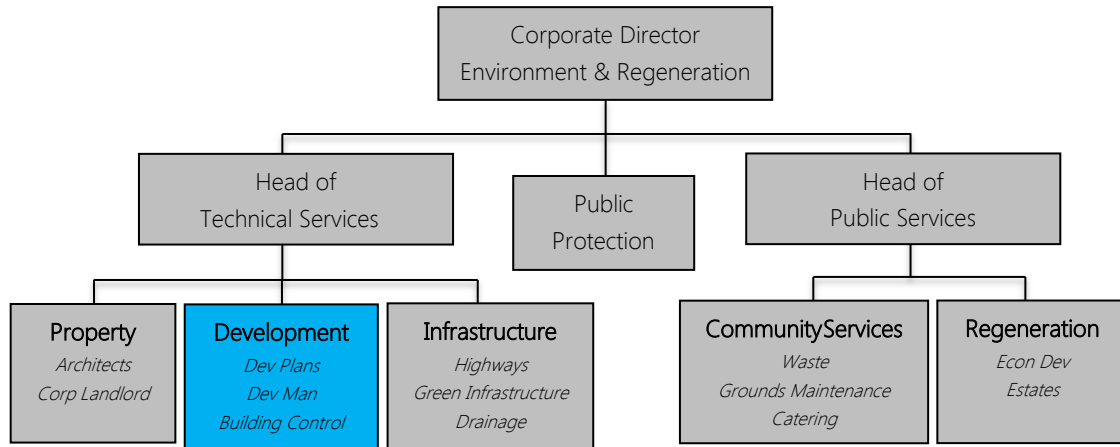 Corporate Director
Environment & Regeneration
Head of
Technical Services
Public
Protection
Head of
Public Services
Property
Architects
Corp Landlord
Development
Dev Plans
Dev Man
Building Control
Infrastructure
Highways
Green Infrastructure
Drainage
CommunityServices
Waste
Grounds Maintenance
Catering
Regeneration
Econ Dev
Estates